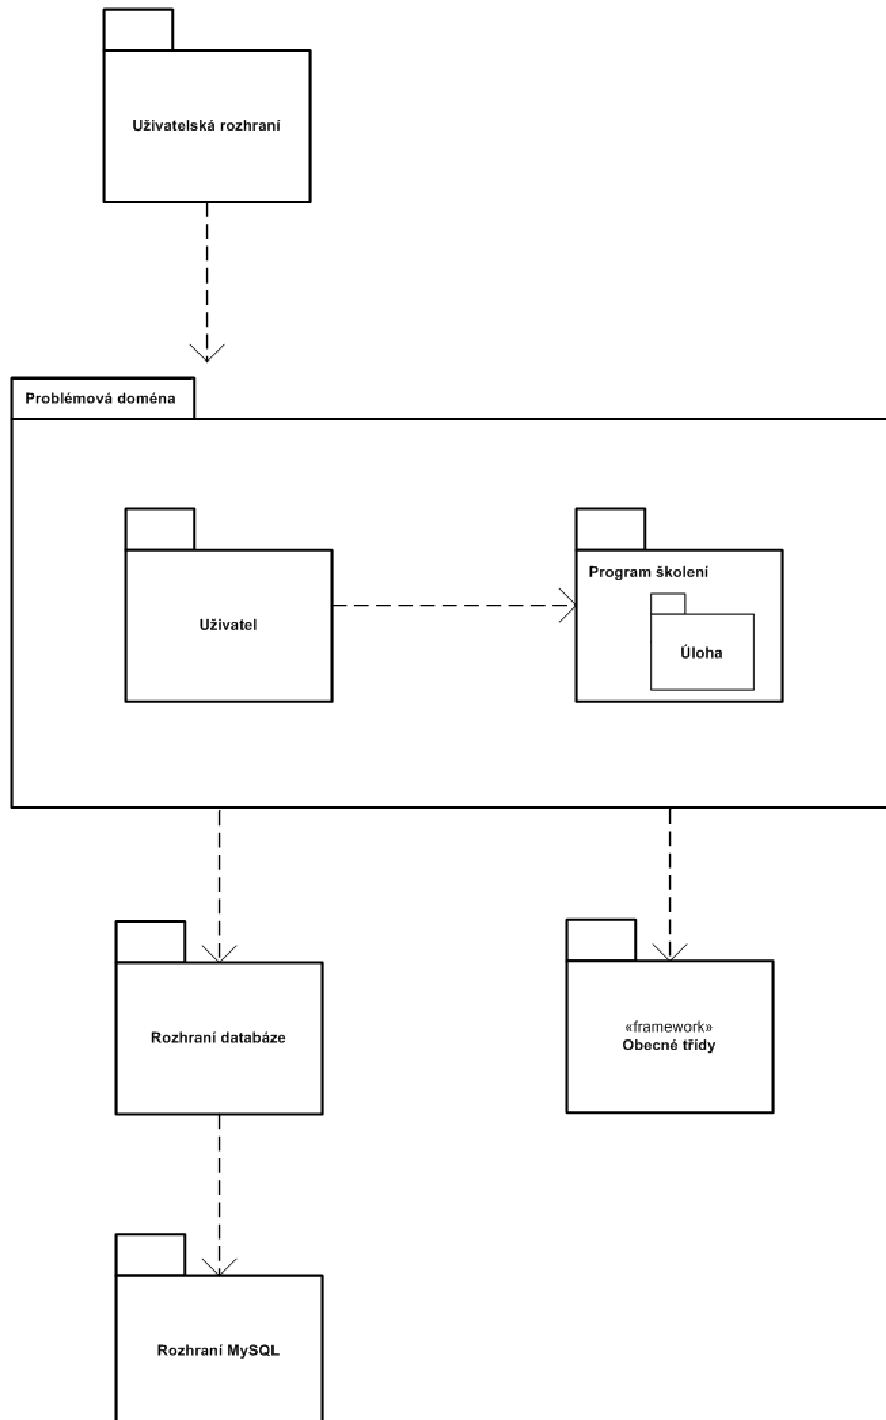 Uživatelská rozhraní
Problémová doména
Uživatel
Program školení
Úloha
Rozhraní databáze
«framework»
Obecné třídy
Rozhraní MySQL